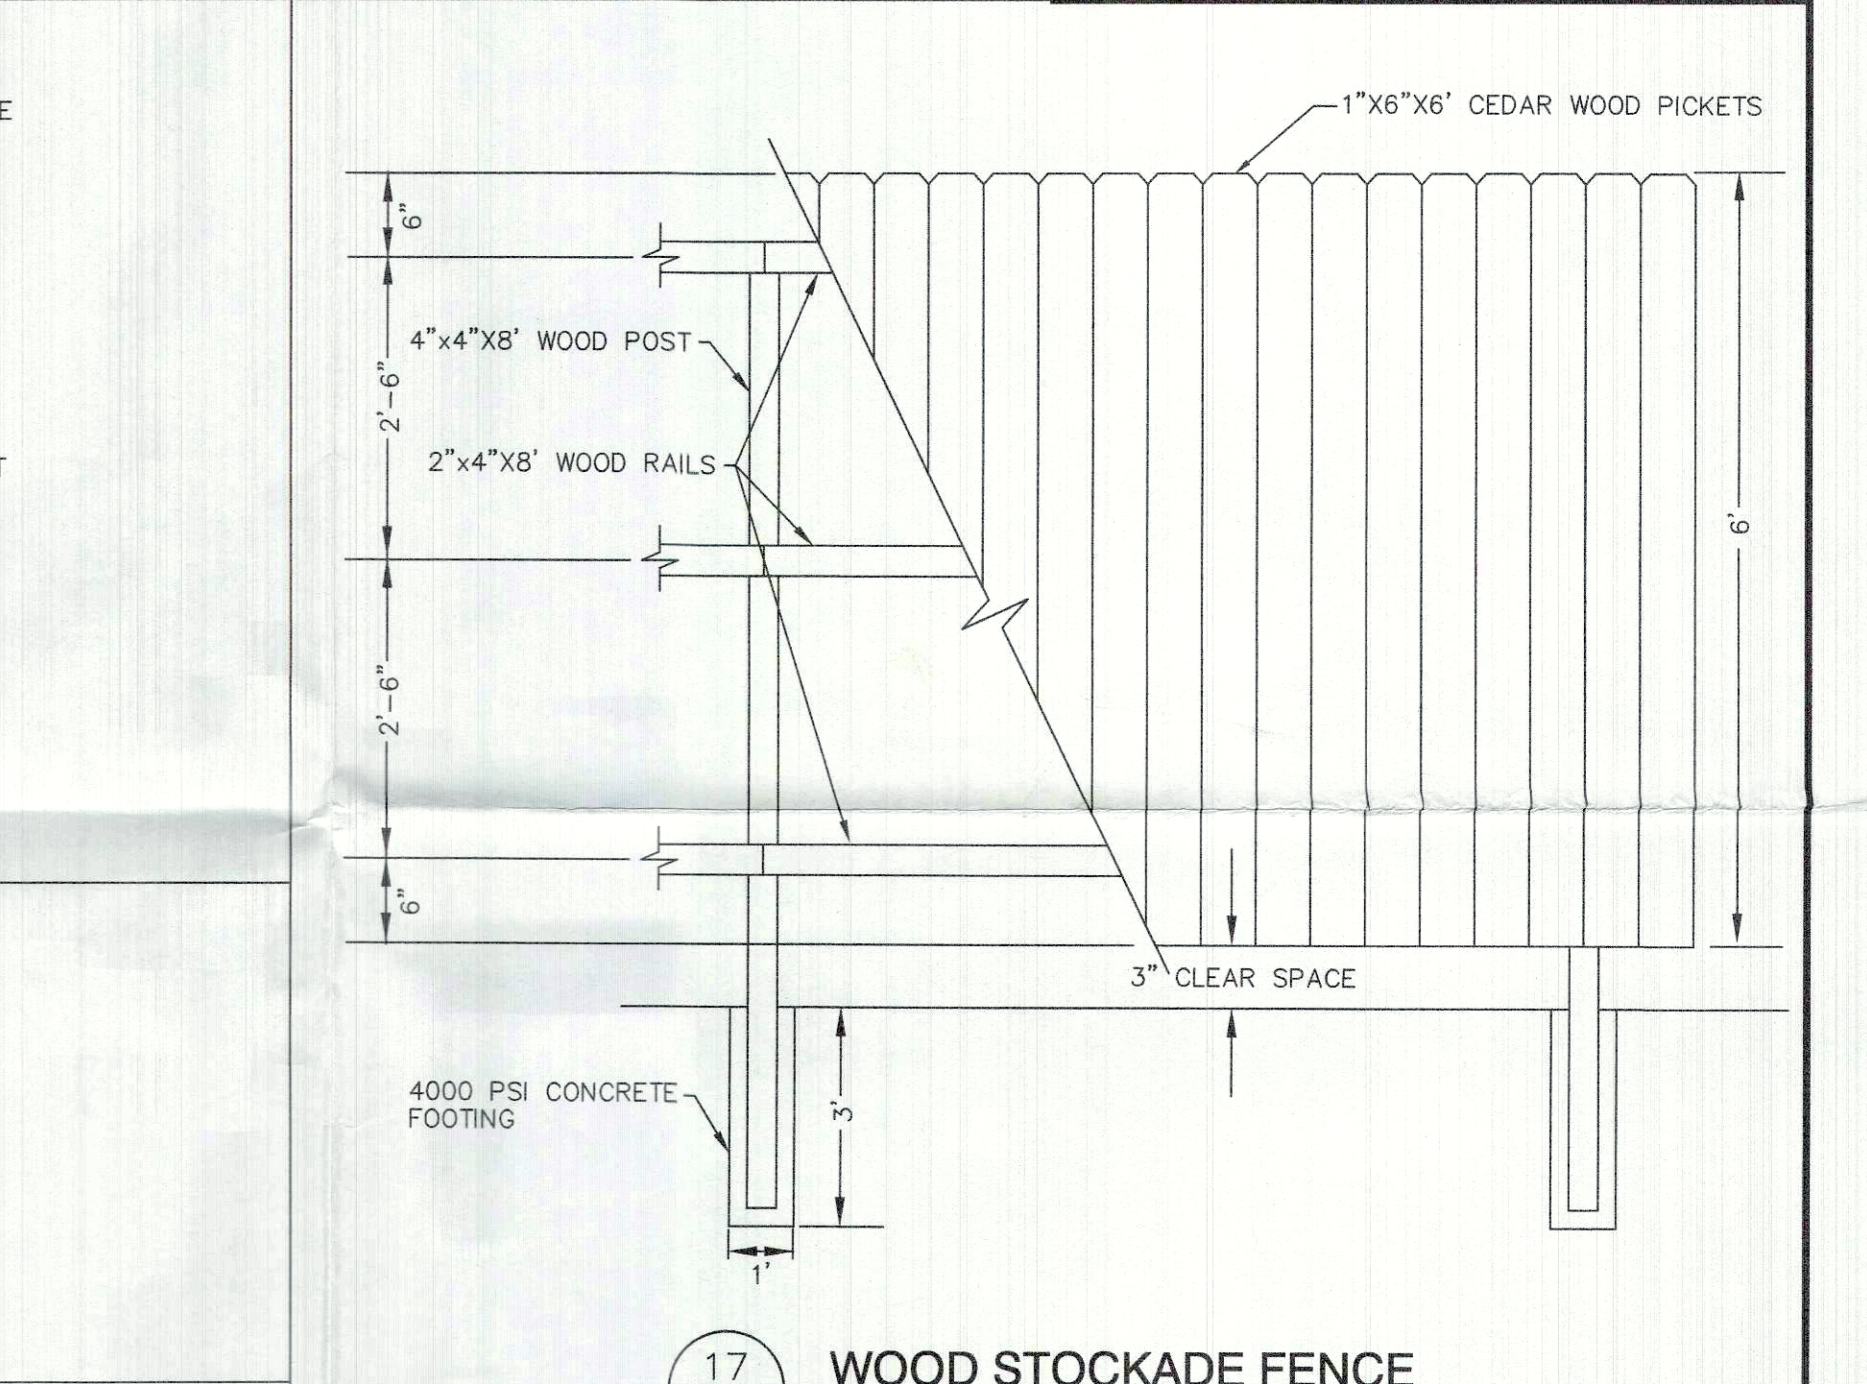 E
T
1"X6"X6' CEDAR WOOD PICKETS
6"
4"x4"X8' WOOD POST
2'-6"
2"x4"X8' WOOD RAILS
6'
2'-6"
6"
3" CLEAR SPACE
4000 PSI CONCRETE
FOOTING
3'
1'
17
WOOD STOCKADE FENCE